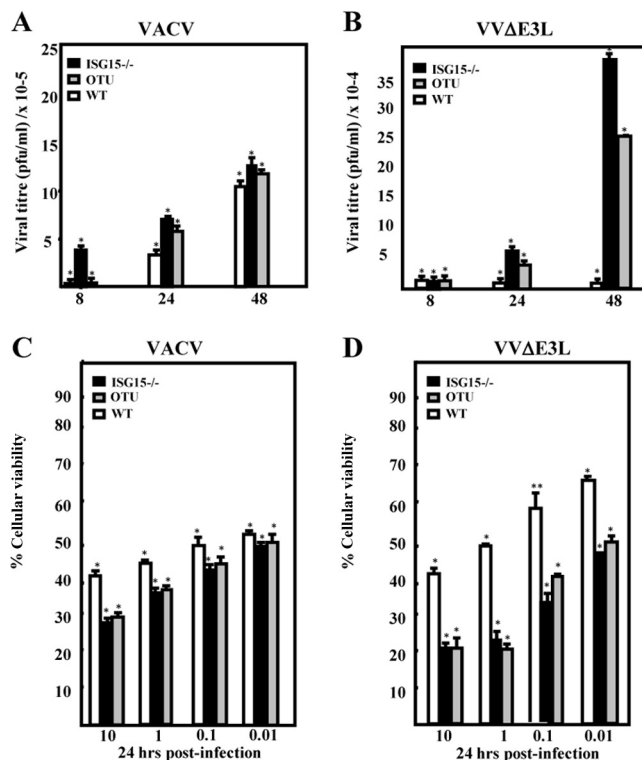 A
VACV
Viral titre (pfu/ml) /x 10-5
25
20
15
10
5
ISG15-/-
OTU
WT
* * * * * * * * *
8 24 48
B
VVΔE3L
Viral titre (pfu/ml) /x 10-4
35
30
25
20
15
10
5
ISG15-/-
OTU
WT
* * * * * * * * *
8 24 48
C
VACV
% Cellular viability
90
80
70
60
50
40
30
20
10
ISG15-/-
OTU
WT
* * * * * * * * * * * *
10 1 0.1 0.01
24 hrs post-infection
D
VVΔE3L
% Cellular viability
90
80
70
60
50
40
30
20
10
ISG15-/-
OTU
WT
* * * * * * ** * * * * *
10 1 0.1 0.01
24 hrs post-infection